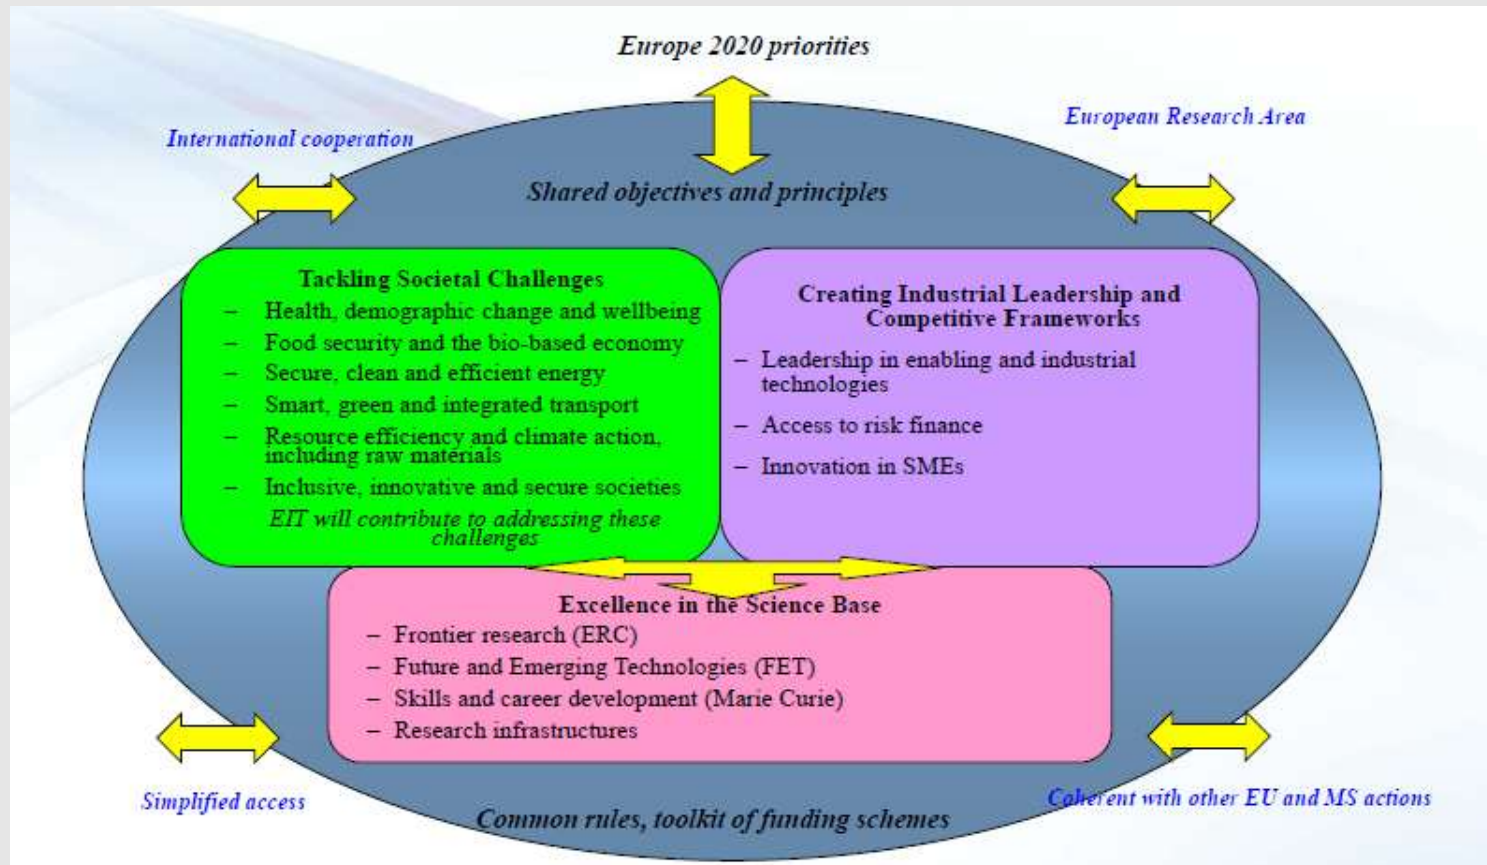 Europe 2020 priorities
International cooperation
European Research Area
Shared objectives and principles
Tackling Societal Challenges
– Health, demographic change and wellbeing
– Food security and the bio-based economy
– Secure, clean and efficient energy
– Smart, green and integrated transport
– Resource efficiency and climate action,
including raw materials
– Inclusive, innovative and secure societies
EIT will contribute to addressing these
challenges
Creating Industrial Leadership and
Competitive Frameworks
– Leadership in enabling and industrial
technologies
– Access to risk finance
– Innovation in SMEs
Excellence in the Science Base
– Frontier research (ERC)
– Future and Emerging Technologies (FET)
– Skills and career development (Marie Curie)
– Research infrastructures
Simplified access
Coherent with other EU and MS actions
Common rules, toolkit of funding schemes